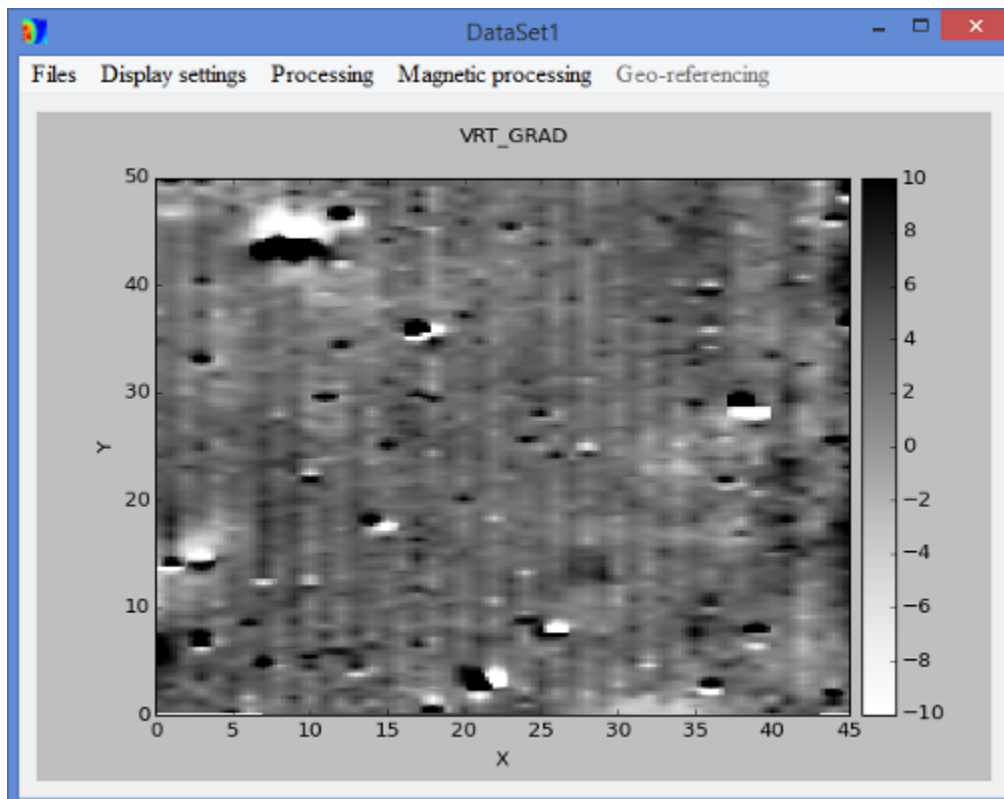 DataSet1
Files Display settings Processing Magnetic processing Geo-referencing
VRT_GRAD
50
40
30
20
10
0
Y
0 5 10 15 20 25 30 35 40 45
X
10
8
6
4
2
0
−2
−4
−6
−8
−10